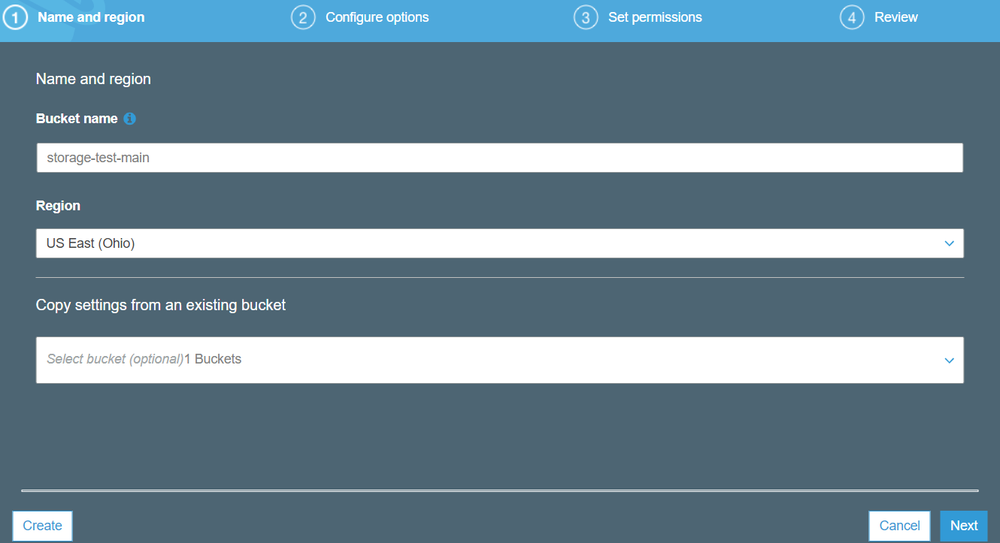 1 Name and region 2 Configure options 3 Set permissions 4 Review
Name and region
Bucket name i
storage-test-main
Region
US East (Ohio)
Copy settings from an existing bucket
Select bucket (optional)1 Buckets
Create Cancel Next